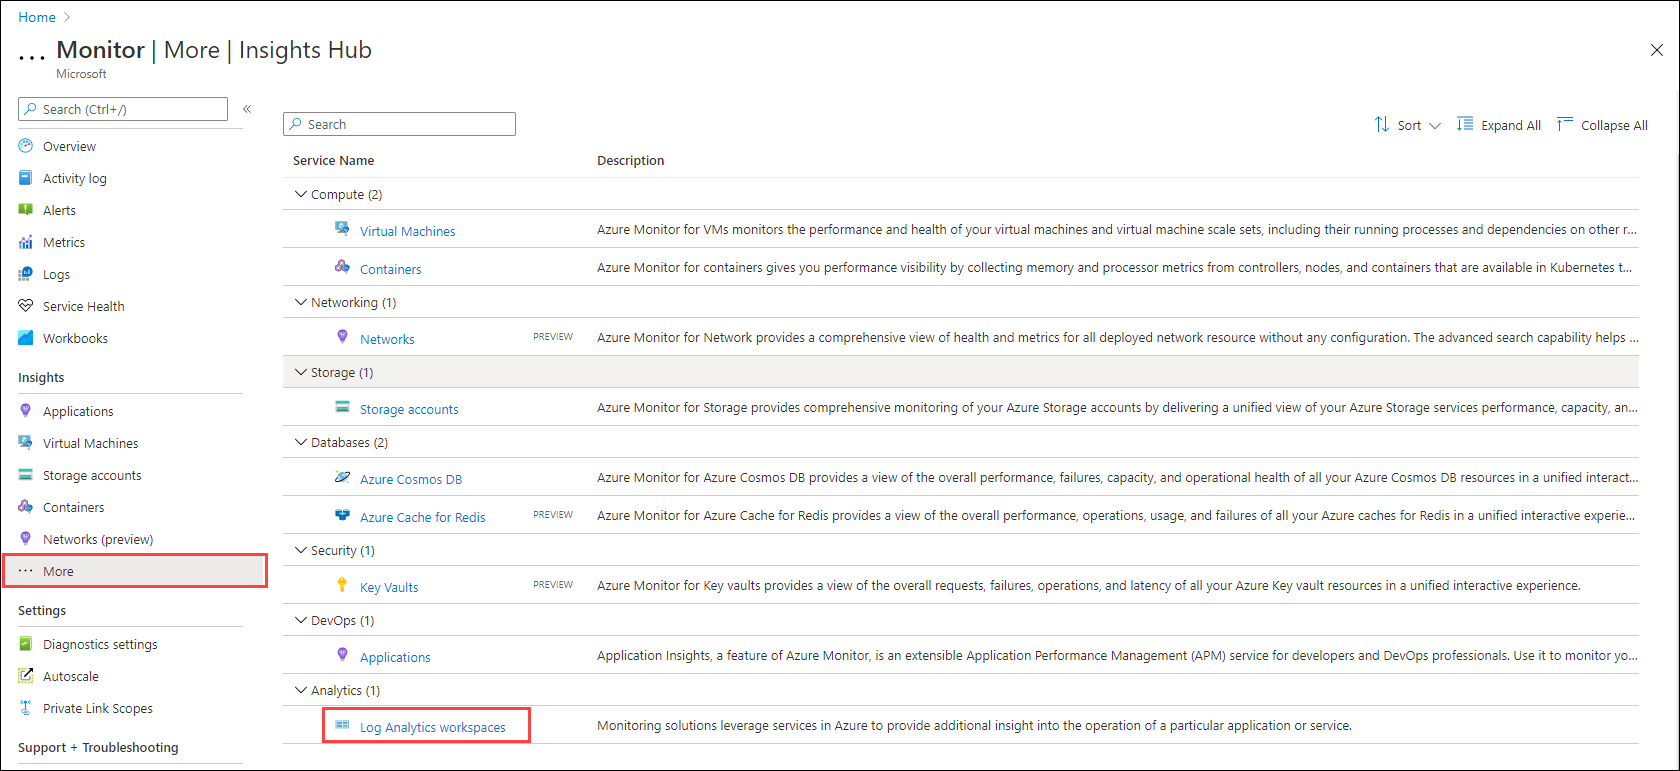 Home
Monitor | More | Insights Hub
Microsoft
Search (Ctrl+/)
Overview
Activity log
Alerts
Metrics
Logs
Service Health
Workbooks
Insights
Applications
Virtual Machines
Storage accounts
Containers
Networks (preview)
More
Settings
Diagnostics settings
Autoscale
Private Link Scopes
Support + Troubleshooting
Search
Sort Expand All Collapse All
Service Name Description
Compute (2)
Virtual Machines Azure Monitor for VMs monitors the performance and health of your virtual machines and virtual machine scale sets, including their running processes and dependencies on other r...
Containers Azure Monitor for containers gives you performance visibility by collecting memory and processor metrics from controllers, nodes, and containers that are available in Kubernetes t...
Networking (1)
Networks PREVIEW Azure Monitor for Network provides a comprehensive view of health and metrics for all deployed network resource without any configuration. The advanced search capability helps ...
Storage (1)
Storage accounts Azure Monitor for Storage provides comprehensive monitoring of your Azure Storage accounts by delivering a unified view of your Azure Storage services performance, capacity, an...
Databases (2)
Azure Cosmos DB Azure Monitor for Azure Cosmos DB provides a view of the overall performance, failures, capacity, and operational health of all your Azure Cosmos DB resources in a unified interact...
Azure Cache for Redis PREVIEW Azure Monitor for Azure Cache for Redis provides a view of the overall performance, operations, usage, and failures of all your Azure caches for Redis in a unified interactive experie...
Security (1)
Key Vaults PREVIEW Azure Monitor for Key vaults provides a view of the overall requests, failures, operations, and latency of all your Azure Key vault resources in a unified interactive experience.
DevOps (1)
Applications Application Insights, a feature of Azure Monitor, is an extensible Application Performance Management (APM) service for developers and DevOps professionals. Use it to monitor yo...
Analytics (1)
Log Analytics workspaces Monitoring solutions leverage services in Azure to provide additional insight into the operation of a particular application or service.